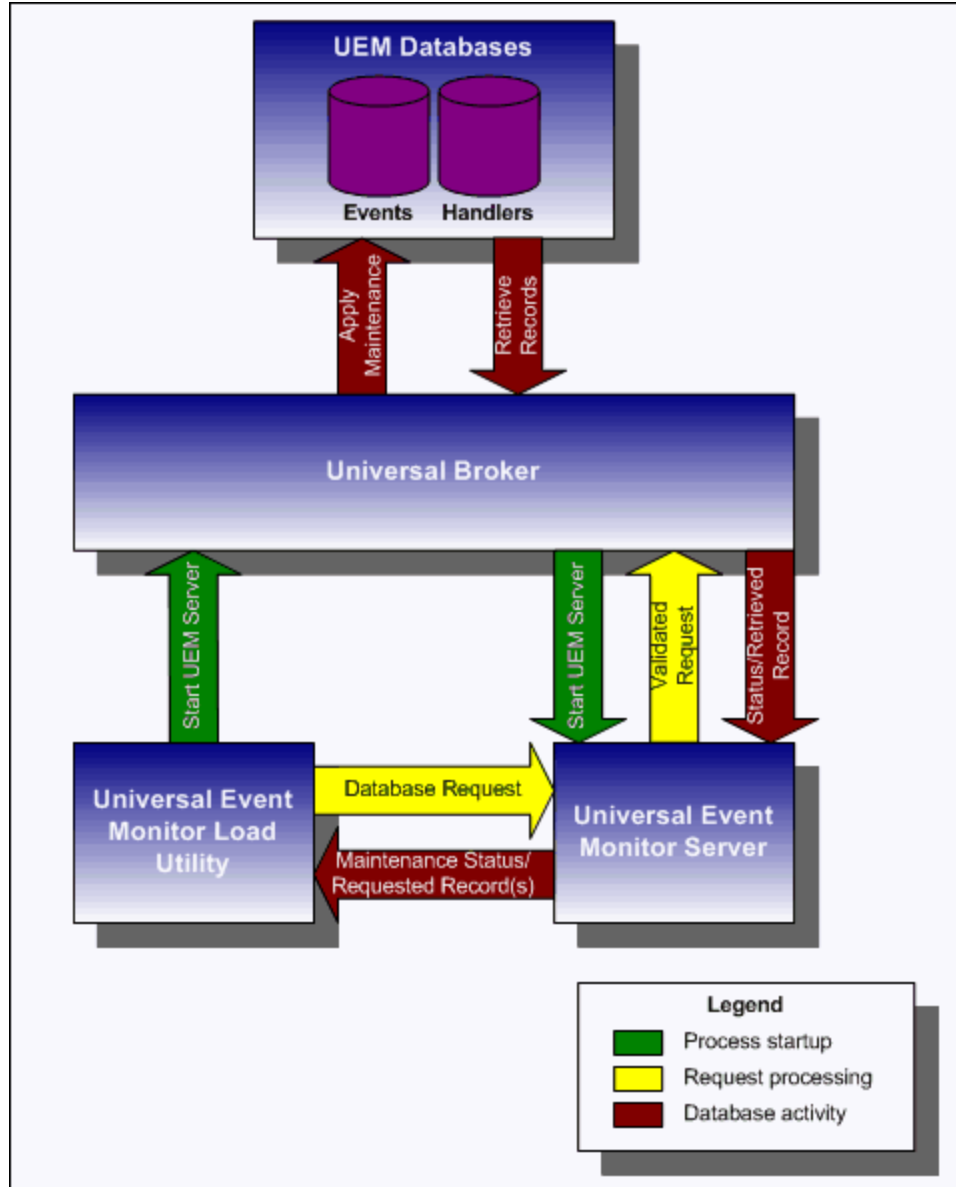 UEM Databases
Events
Handlers
Apply
Maintenance
Retrieve
Records
Universal Broker
Start UEM Server
Start UEM Server
Validated
Request
Status/Retrieved
Record
Universal Event
Monitor Load
Utility
Database Request
Maintenance Status/
Requested Record(s)
Universal Event
Monitor Server
Legend
Process startup
Request processing
Database activity